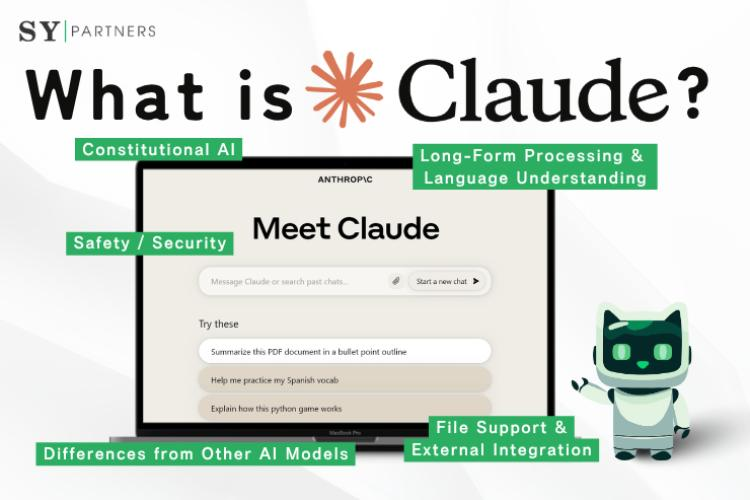 SY|PARTNERS
What is Claude?
Constitutional AI
Long-Form Processing &
Language Understanding
ANTHROP\C
Meet Claude
Safety / Security
Message Claude or search past chats...
Start a new chat
Try these
Summarize this PDF document in a bullet point outline
Help me practice my Spanish vocab
Explain how this python game works
MacBook Pro
File Support &
External Integration
Differences from Other AI Models